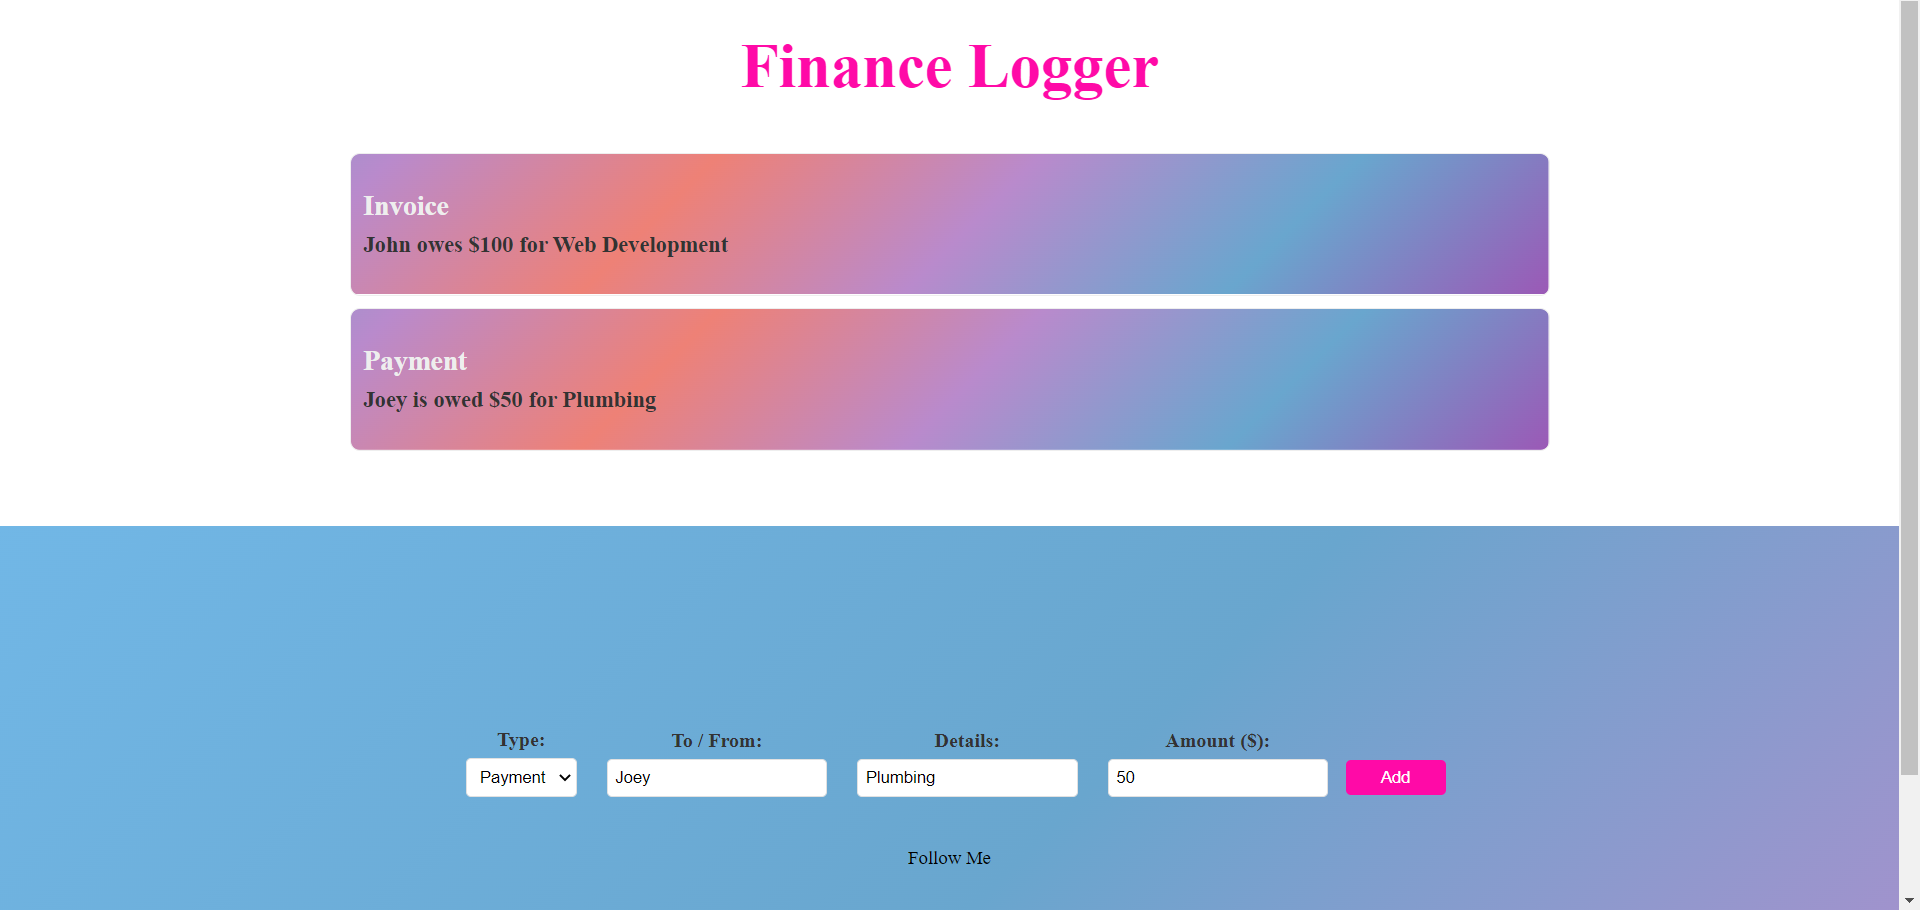 Finance Logger
Invoice
John owes $100 for Web Development
Payment
Joey is owed $50 for Plumbing
Type:
To / From:
Details:
Amount ($):
Payment
Joey
Plumbing
50
Add
Follow Me